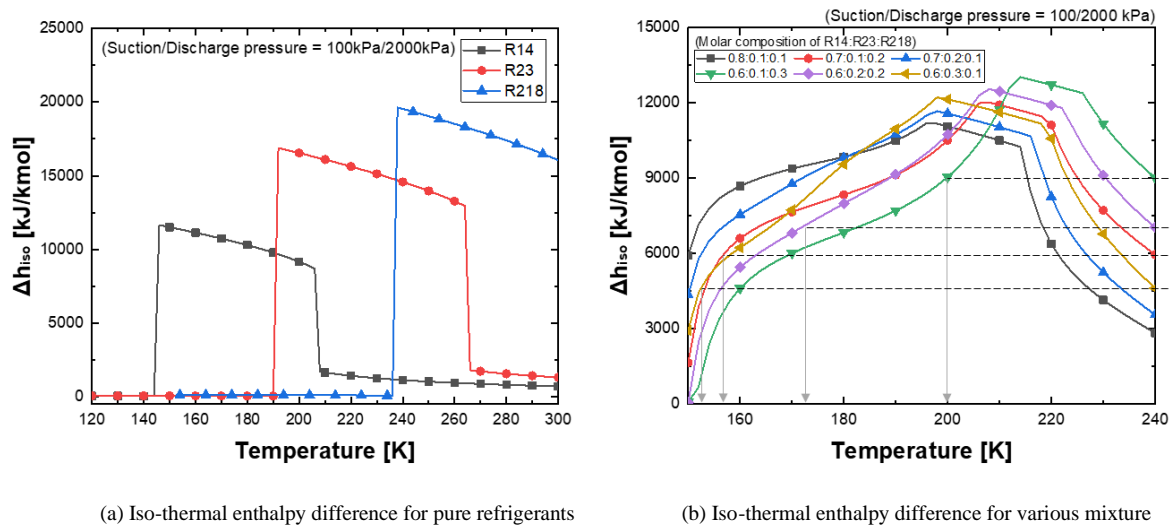 (Suction/Discharge pressure = 100kPa/2000kPa)
R14
R23
R218
25000
20000
15000
10000
5000
0
Δhiso [kJ/kmol]
120 140 160 180 200 220 240 260 280 300
Temperature [K]
(a) Iso-thermal enthalpy difference for pure refrigerants
(Suction/Discharge pressure = 100/2000 kPa)
(Molar composition of R14:R23:R218)
0.8:0.1:0.1 0.7:0.1:0.2 0.7:0.2:0.1
0.6:0.1:0.3 0.6:0.2:0.2 0.6:0.3:0.1
15000
12000
9000
6000
3000
0
Δhiso [kJ/kmol]
160 180 200 220 240
Temperature [K]
(b) Iso-thermal enthalpy difference for various mixture